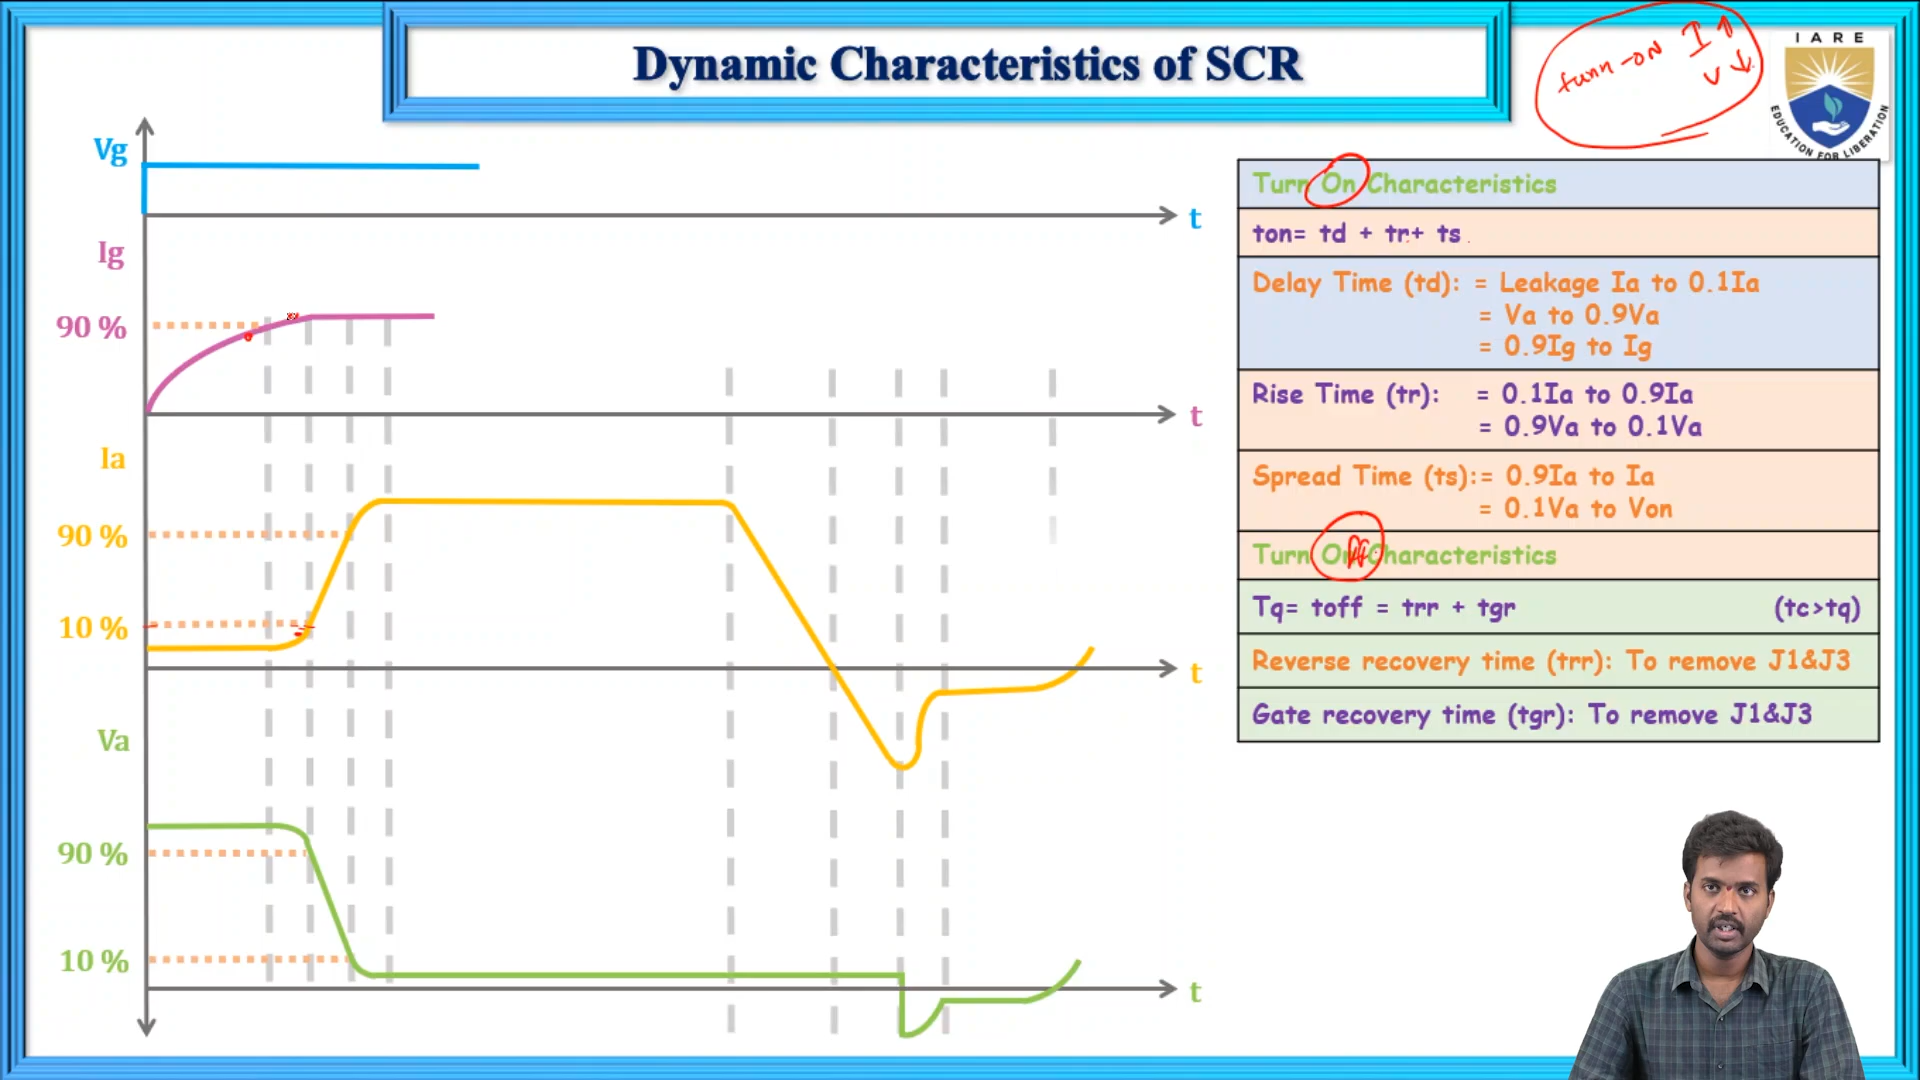 Dynamic Characteristics of SCR
turn-on I↑
V↓
IARE
EDUCATION FOR LIBERATION
Vg
t
Ig
90 %
t
Ia
90 %
10 %
t
Va
90 %
10 %
t
Turn On Characteristics
ton= td + tr+ ts
Delay Time (td): = Leakage Ia to 0.1Ia
= Va to 0.9Va
= 0.9Ig to Ig
Rise Time (tr): = 0.1Ia to 0.9Ia
= 0.9Va to 0.1Va
Spread Time (ts):= 0.9Ia to Ia
= 0.1Va to Von
Turn Off Characteristics
Tq= toff = trr + tgr (tc>tq)
Reverse recovery time (trr): To remove J1&J3
Gate recovery time (tgr): To remove J1&J3